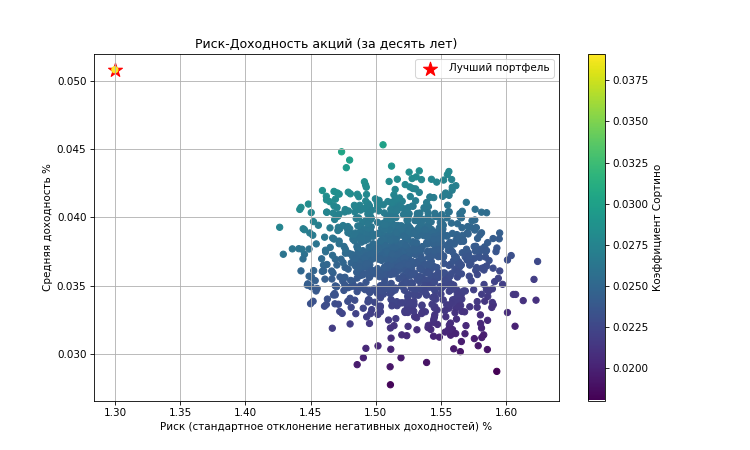 Риск-Доходность акций (за десять лет)
Лучший портфель
Средняя доходность %
0.050
0.045
0.040
0.035
0.030
1.30 1.35 1.40 1.45 1.50 1.55 1.60
Риск (стандартное отклонение негативных доходностей) %
0.0375
0.0350
0.0325
0.0300
0.0275
0.0250
0.0225
0.0200
Коэффициент Сортино